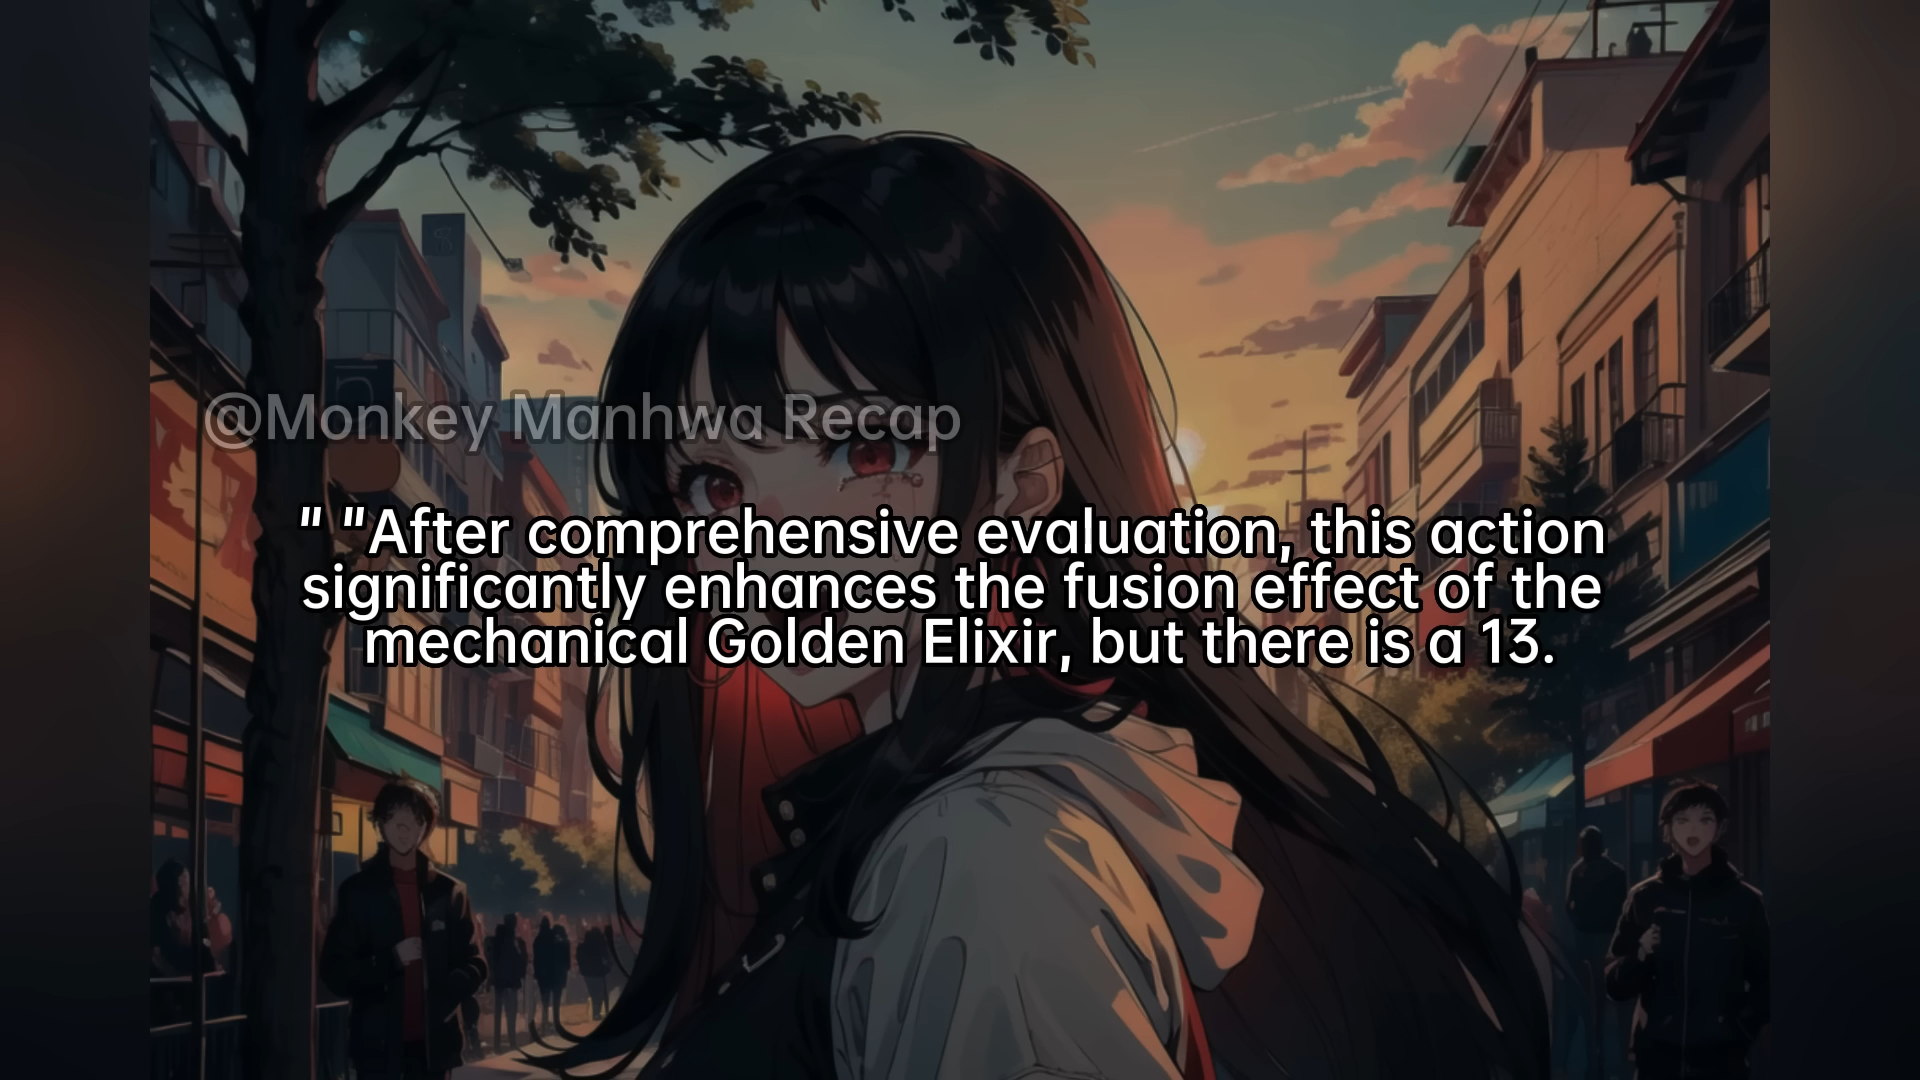 @Monkey Manhwa Recap
" "After comprehensive evaluation, this action
significantly enhances the fusion effect of the
mechanical Golden Elixir, but there is a 13.